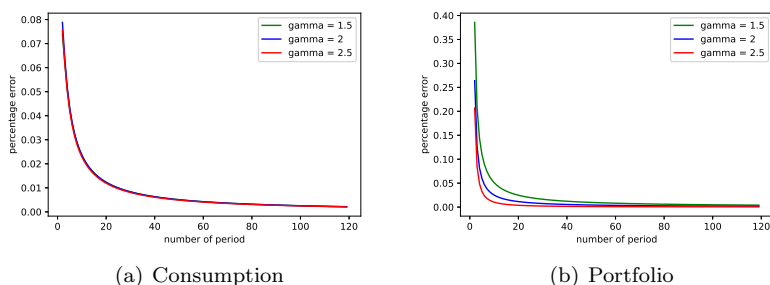 0.08
0.07
0.06
0.05
0.04
0.03
0.02
0.01
0.00
percentage error
0 20 40 60 80 100 120
number of period
gamma = 1.5
gamma = 2
gamma = 2.5
(a) Consumption
0.40
0.35
0.30
0.25
0.20
0.15
0.10
0.05
0.00
percentage error
0 20 40 60 80 100 120
number of period
gamma = 1.5
gamma = 2
gamma = 2.5
(b) Portfolio